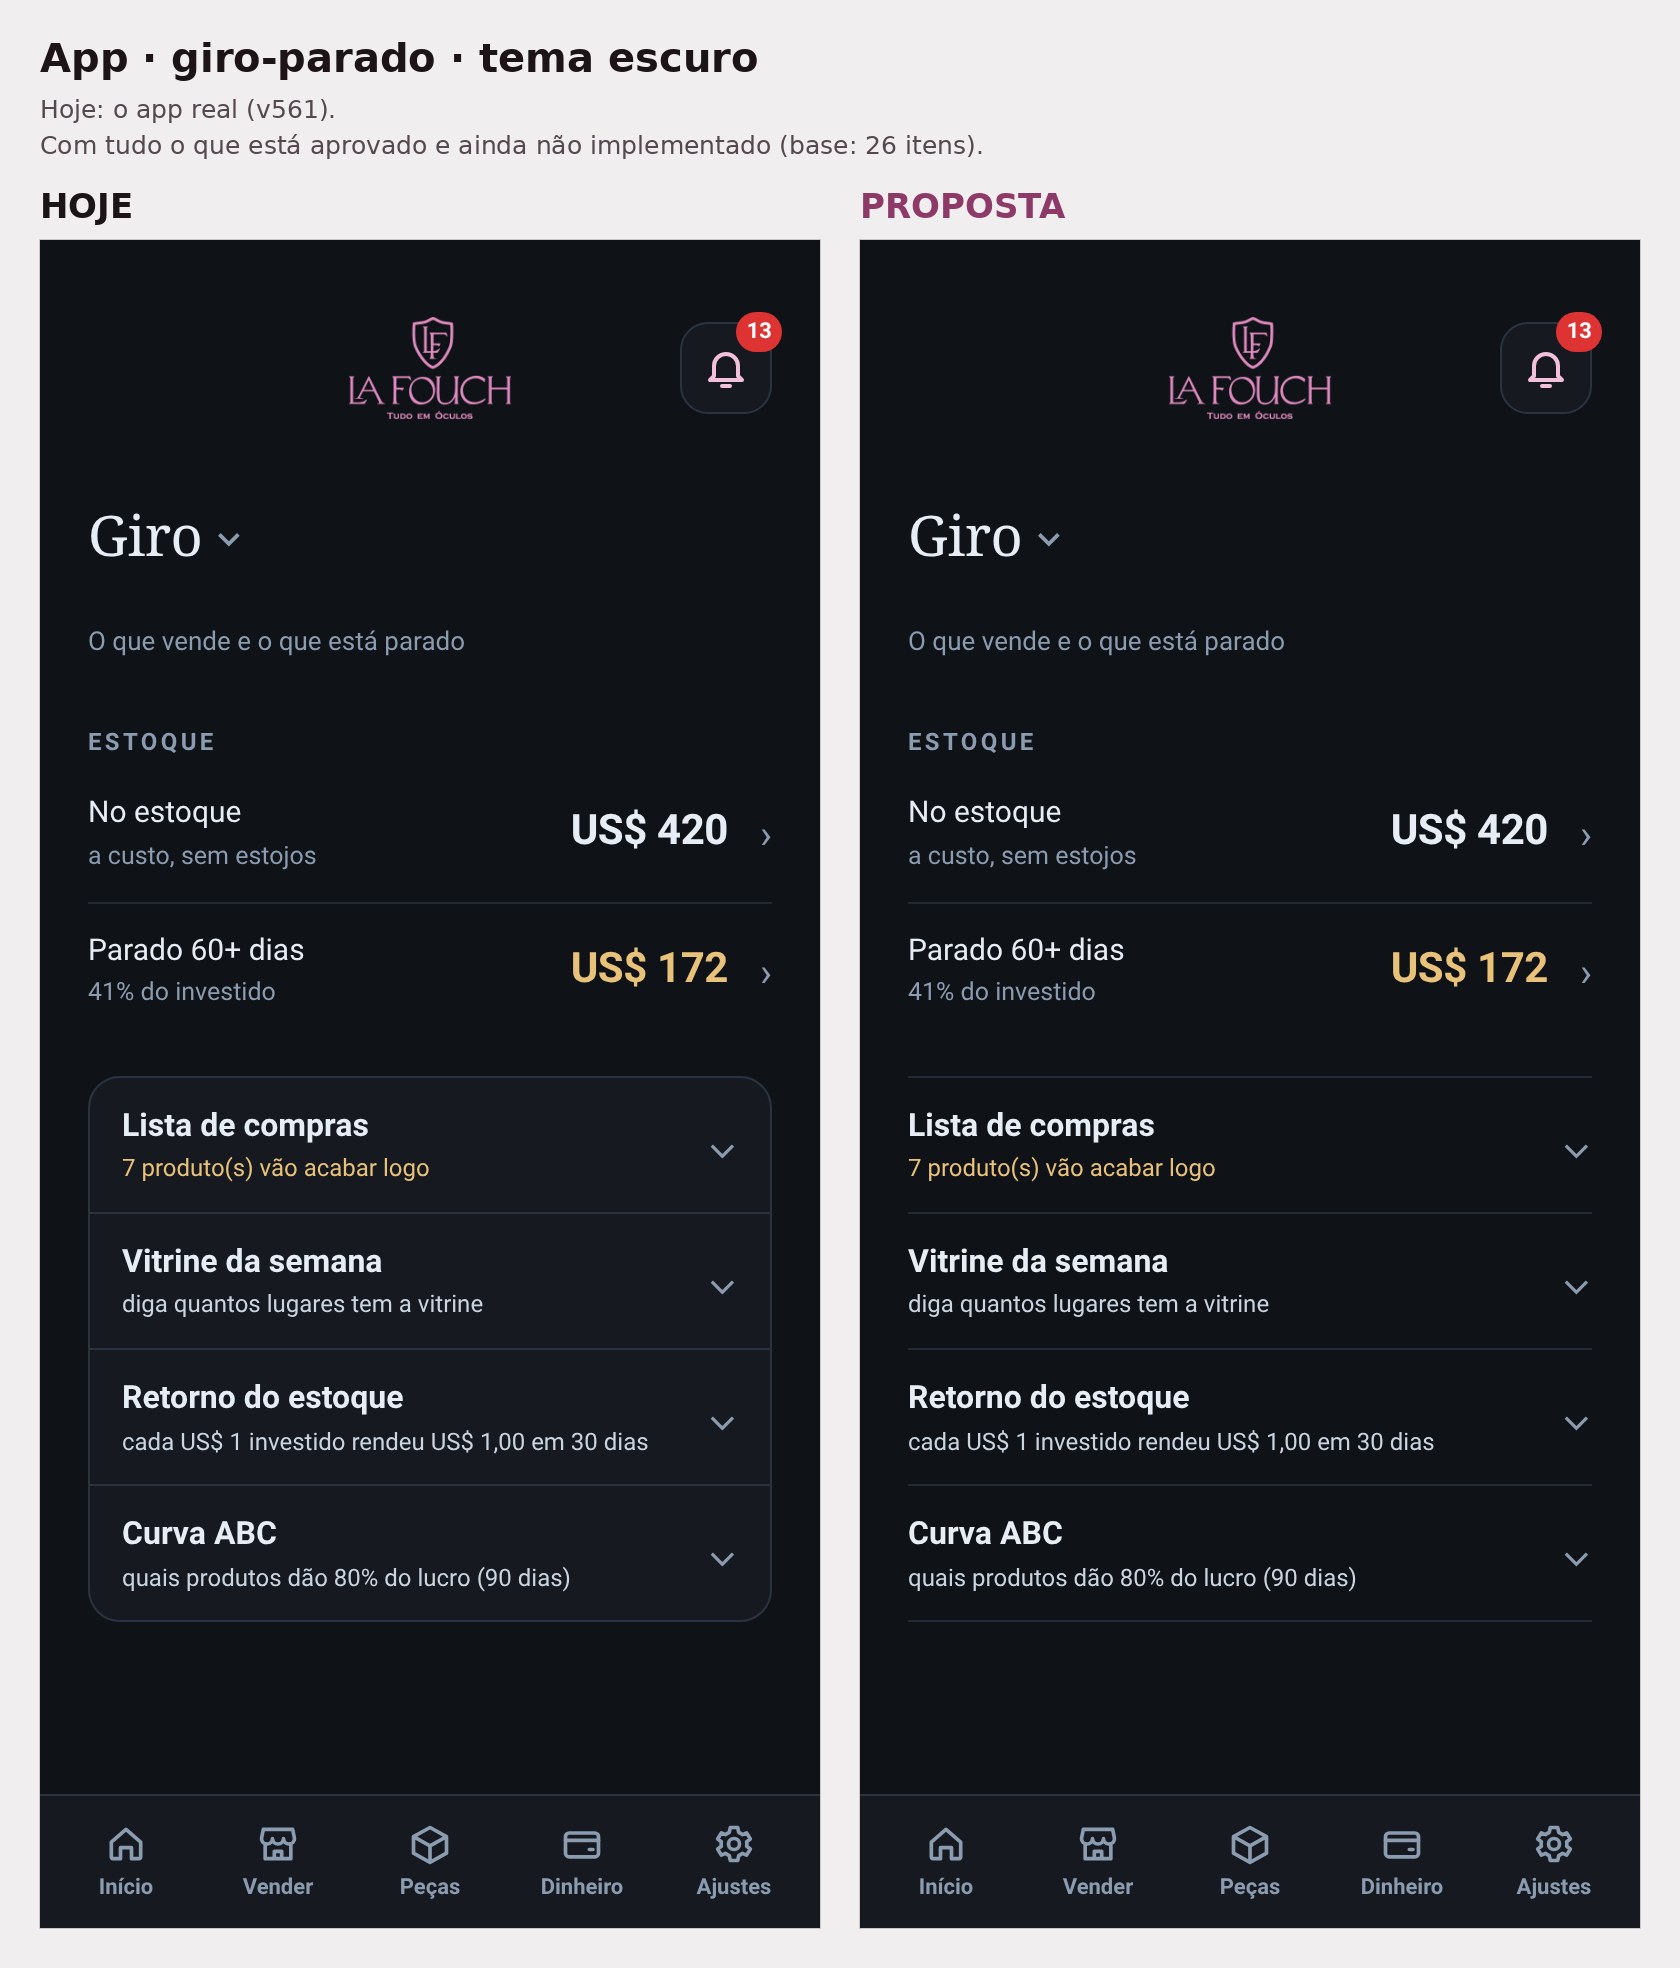 App · giro-parado · tema escuro
Hoje: o app real (v561).
Com tudo o que está aprovado e ainda não implementado (base: 26 itens).
HOJE
LF
LA FOUCH
TUDO EM ÓCULOS
13
Giro
O que vende e o que está parado
ESTOQUE
No estoque
a custo, sem estojos
US$ 420
Parado 60+ dias
41% do investido
US$ 172
Lista de compras
7 produto(s) vão acabar logo
Vitrine da semana
diga quantos lugares tem a vitrine
Retorno do estoque
cada US$ 1 investido rendeu US$ 1,00 em 30 dias
Curva ABC
quais produtos dão 80% do lucro (90 dias)
Início
Vender
Peças
Dinheiro
Ajustes
PROPOSTA
LF
LA FOUCH
TUDO EM ÓCULOS
13
Giro
O que vende e o que está parado
ESTOQUE
No estoque
a custo, sem estojos
US$ 420
Parado 60+ dias
41% do investido
US$ 172
Lista de compras
7 produto(s) vão acabar logo
Vitrine da semana
diga quantos lugares tem a vitrine
Retorno do estoque
cada US$ 1 investido rendeu US$ 1,00 em 30 dias
Curva ABC
quais produtos dão 80% do lucro (90 dias)
Início
Vender
Peças
Dinheiro
Ajustes